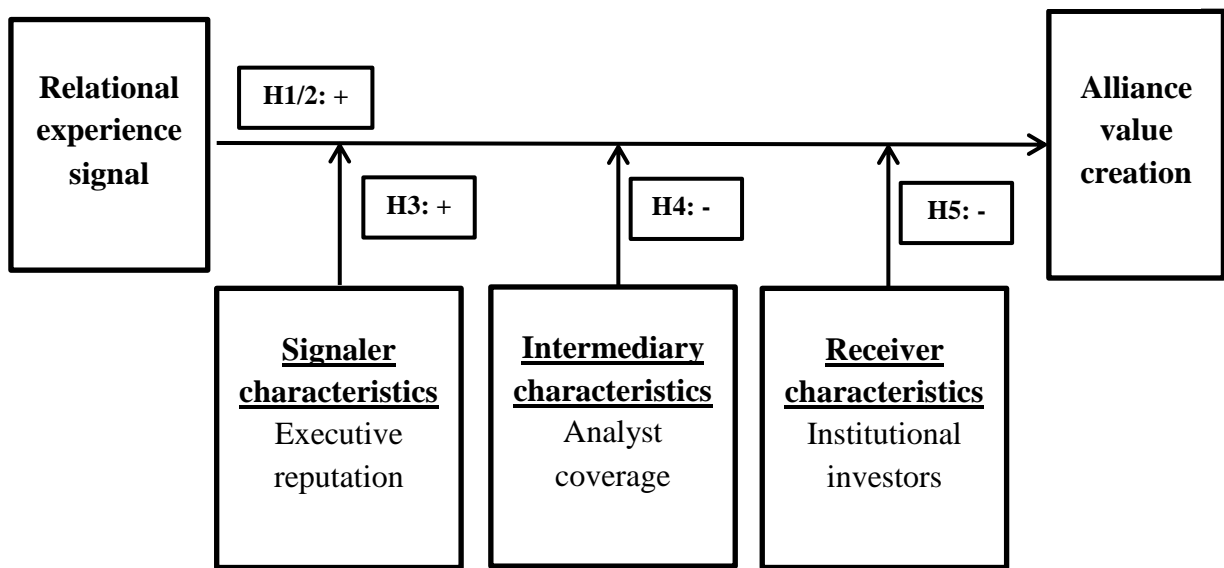 Relational
experience
signal
H1/2: +
Alliance
value
creation
H3: +
H4: -
H5: -
Signaler
characteristics
Executive
reputation
Intermediary
characteristics
Analyst
coverage
Receiver
characteristics
Institutional
investors